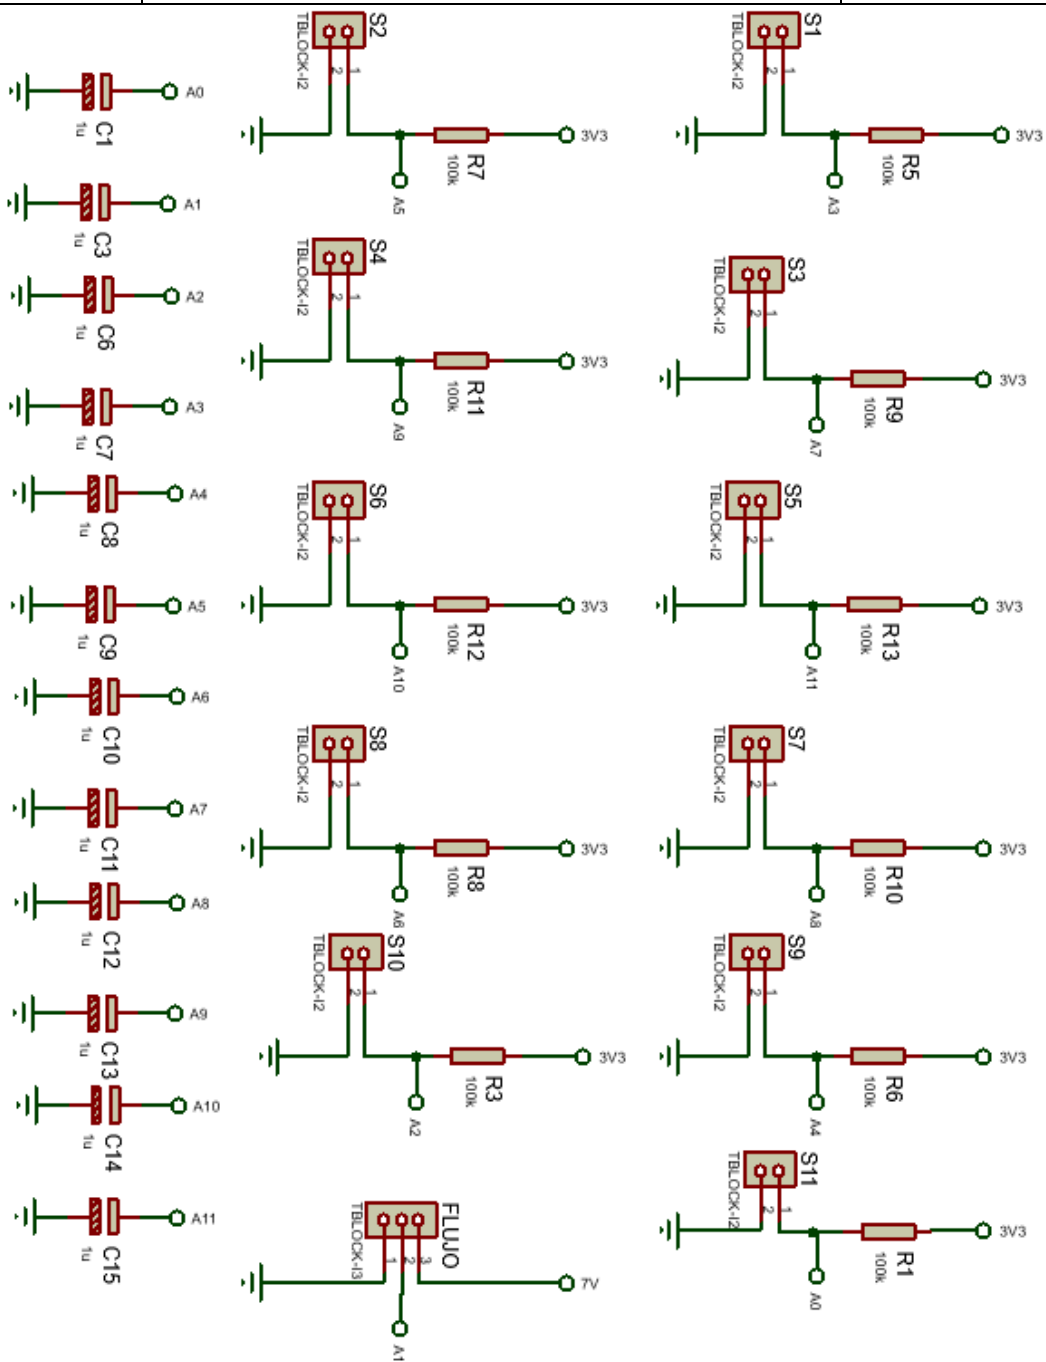 A0
C1
1u
A1
C3
1u
A2
C6
1u
A3
C7
1u
A4
C8
1u
A5
C9
1u
A6
C10
1u
A7
C11
1u
A8
C12
1u
A9
C13
1u
A10
C14
1u
A11
C15
1u
S2
TBLOCK-I2
1
2
R7
100k
3V3
A5
S4
TBLOCK-I2
1
2
R11
100k
3V3
A9
S6
TBLOCK-I2
1
2
R12
100k
3V3
A10
S8
TBLOCK-I2
1
2
R8
100k
3V3
A6
S10
TBLOCK-I2
1
2
R3
100k
3V3
A2
FLUJO
TBLOCK-I3
1
2
3
7V
A1
S1
TBLOCK-I2
1
2
R5
100k
3V3
A3
S3
TBLOCK-I2
1
2
R9
100k
3V3
A7
S5
TBLOCK-I2
1
2
R13
100k
3V3
A11
S7
TBLOCK-I2
1
2
R10
100k
3V3
A8
S9
TBLOCK-I2
1
2
R6
100k
3V3
A4
S11
TBLOCK-I2
1
2
R1
100k
3V3
A0